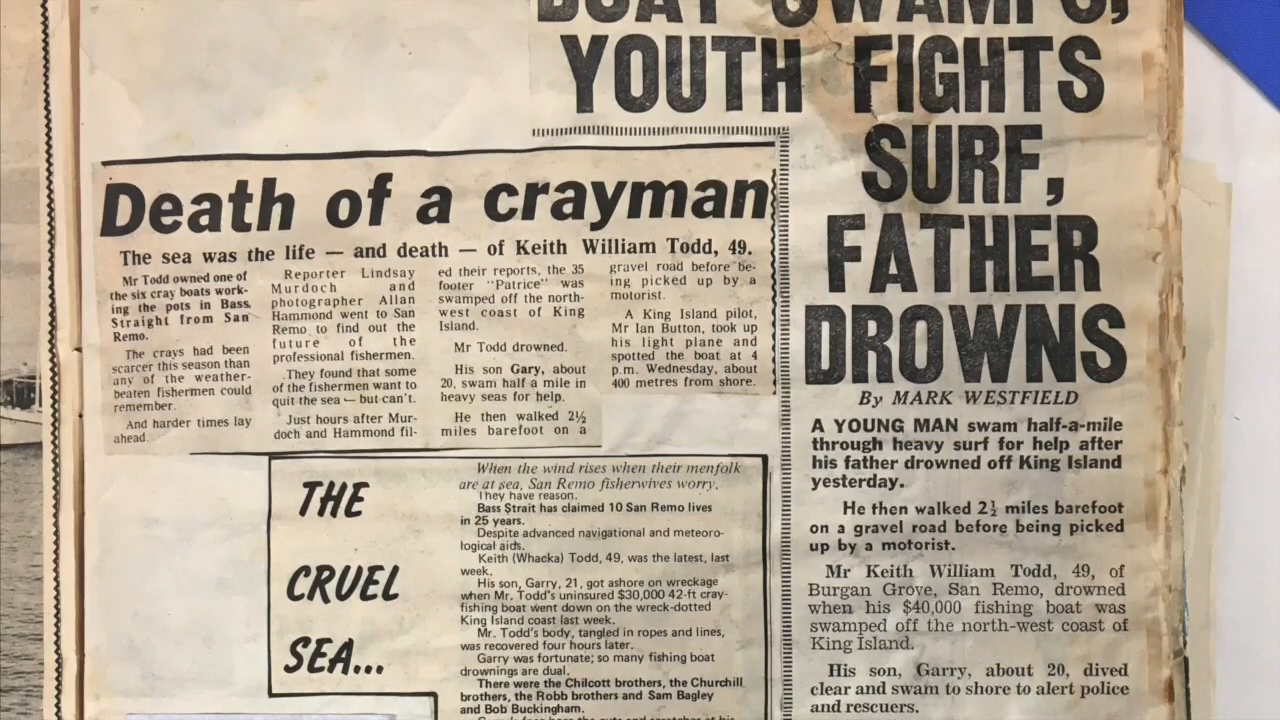 BOAT SWAMPS,
YOUTH FIGHTS
SURF,
FATHER
DROWNS
By MARK WESTFIELD
A YOUNG MAN swam half-a-mile
through heavy surf for help after
his father drowned off King Island
yesterday.
He then walked 2½ miles barefoot
on a gravel road before being picked
up by a motorist.
Mr Keith William Todd, 49, of
Burgan Grove, San Remo, drowned
when his $40,000 fishing boat was
swamped off the north-west coast of
King Island.
His son, Garry, about 20, dived
clear and swam to shore to alert police
and rescuers.
Death of a crayman
The sea was the life — and death — of Keith William Todd, 49.
Mr Todd owned one of
the six cray boats work-
ing the pots in Bass
Straight from San
Remo.
The crays had been
scarcer this season than
any of the weather-
beaten fishermen could
remember.
And harder times lay
ahead.
Reporter Lindsay
Murdoch and
photographer Allan
Hammond went to San
Remo to find out the
future of the
professional fishermen.
They found that some
of the fishermen want to
quit the sea — but can't.
Just hours after Mur-
doch and Hammond fil-
ed their reports, the 35
footer "Patrice" was
swamped off the north-
west coast of King
Island.
Mr Todd drowned.
His son Gary, about
20, swam half a mile in
heavy seas for help.
He then walked 2½
miles barefoot on a
gravel road before be-
ing picked up by a
motorist.
A King Island pilot,
Mr Ian Button, took up
his light plane and
spotted the boat at 4
p.m. Wednesday, about
400 metres from shore.
THE
CRUEL
SEA...
When the wind rises when their menfolk
are at sea, San Remo fisherwives worry.
They have reason.
Bass Strait has claimed 10 San Remo lives
in 25 years.
Despite advanced navigational and meteoro-
logical aids.
Keith (Whacka) Todd, 49, was the latest, last
week.
His son, Garry, 21, got ashore on wreckage
when Mr. Todd's uninsured $30,000 42-ft cray-
fishing boat went down on the wreck-dotted
King Island coast last week.
Mr. Todd's body, tangled in ropes and lines,
was recovered four hours later.
Garry was fortunate; so many fishing boat
drownings are dual.
There were the Chilcott brothers, the Churchill
brothers, the Robb brothers and Sam Bagley
and Bob Buckingham.